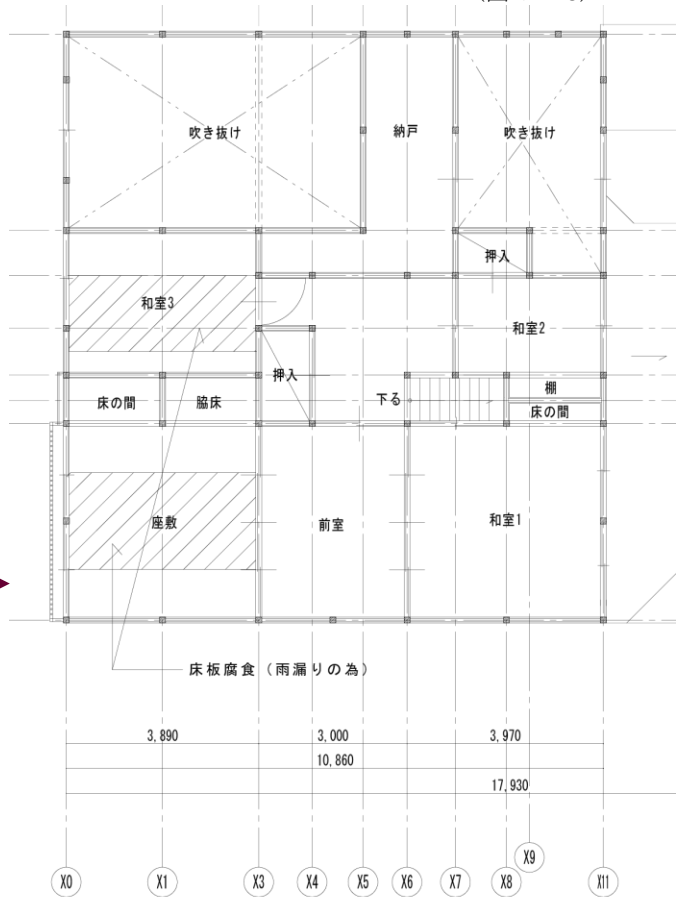 吹き抜け
納戸
吹き抜け
押入
和室3
和室2
押入
床の間
脇床
下る
棚
床の間
座敷
前室
和室1
床板腐食（雨漏りの為）
3,890
3,000
3,970
10,860
17,930
X0
X1
X3
X4
X5
X6
X7
X8
X9
X11